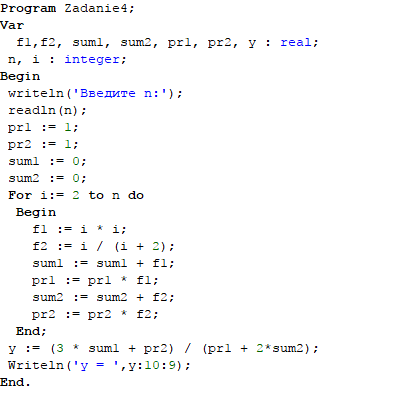 Program Zadanie4;
Var
f1,f2, sum1, sum2, pr1, pr2, y : real;
n, i : integer;
Begin
writeln('Введите n:');
readln(n);
pr1 := 1;
pr2 := 1;
sum1 := 0;
sum2 := 0;
For i:= 2 to n do
Begin
f1 := i * i;
f2 := i / (i + 2);
sum1 := sum1 + f1;
pr1 := pr1 * f1;
sum2 := sum2 + f2;
pr2 := pr2 * f2;
End;
y := (3 * sum1 + pr2) / (pr1 + 2*sum2);
Writeln('y = ',y:10:9);
End.